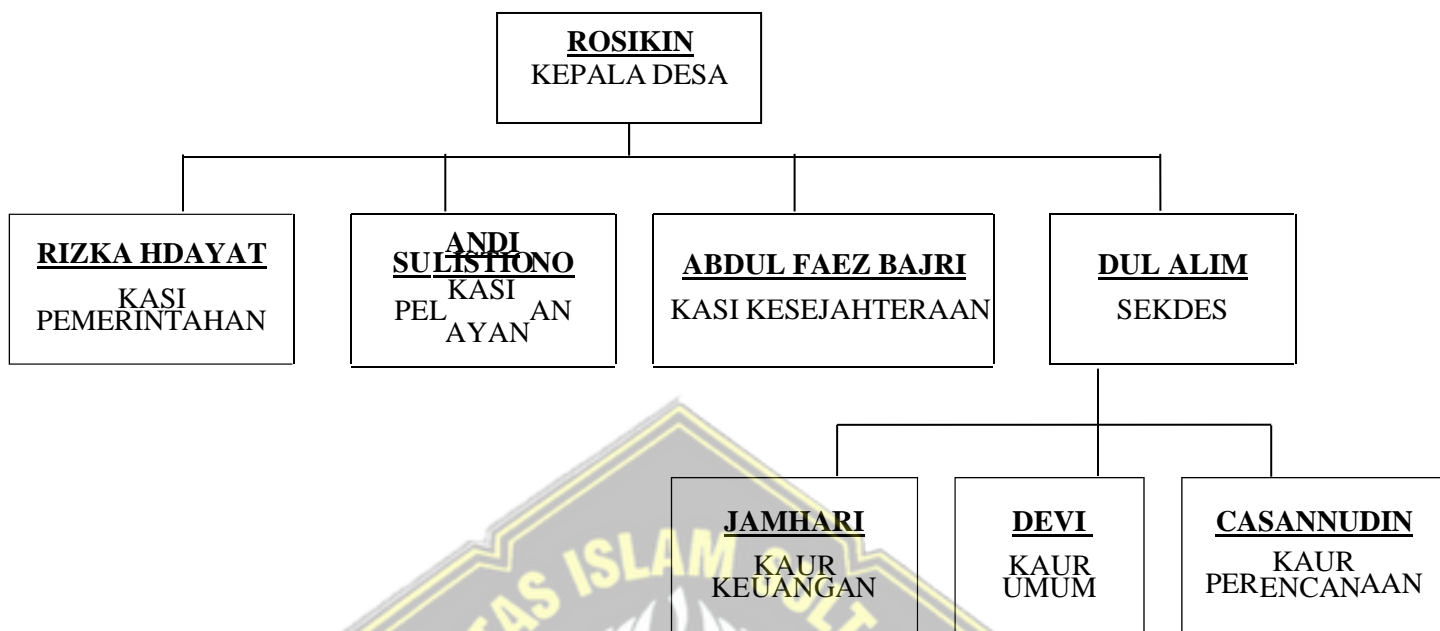 ROSIKIN
KEPALA DESA
RIZKA HDAYAT
KASI
PEMERINTAHAN
ANDI
SULISTIONO
KASI
PELAYANAN
ABDUL FAEZ BAJRI
KASI KESEJAHTERAAN
DUL ALIM
SEKDES
JAMHARI
KAUR
KEUANGAN
DEVI
KAUR
UMUM
CASANNUDIN
KAUR
PERENCANAAN
ISLAM